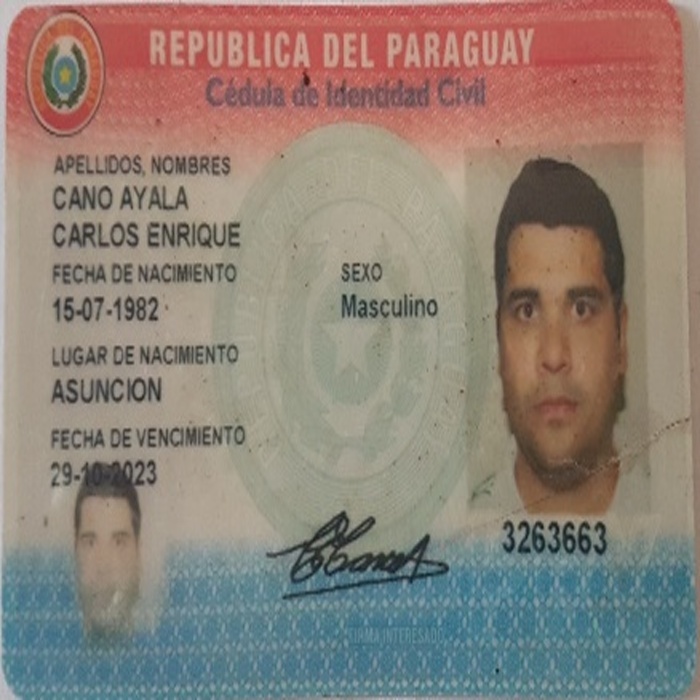 REPUBLICA DEL PARAGUAY
Cédula de Identidad Civil
APELLIDOS, NOMBRES
CANO AYALA
CARLOS ENRIQUE
FECHA DE NACIMIENTO
15-07-1982
SEXO
Masculino
LUGAR DE NACIMIENTO
ASUNCION
FECHA DE VENCIMIENTO
29-10-2023
3263663
FIRMA INTERESADO